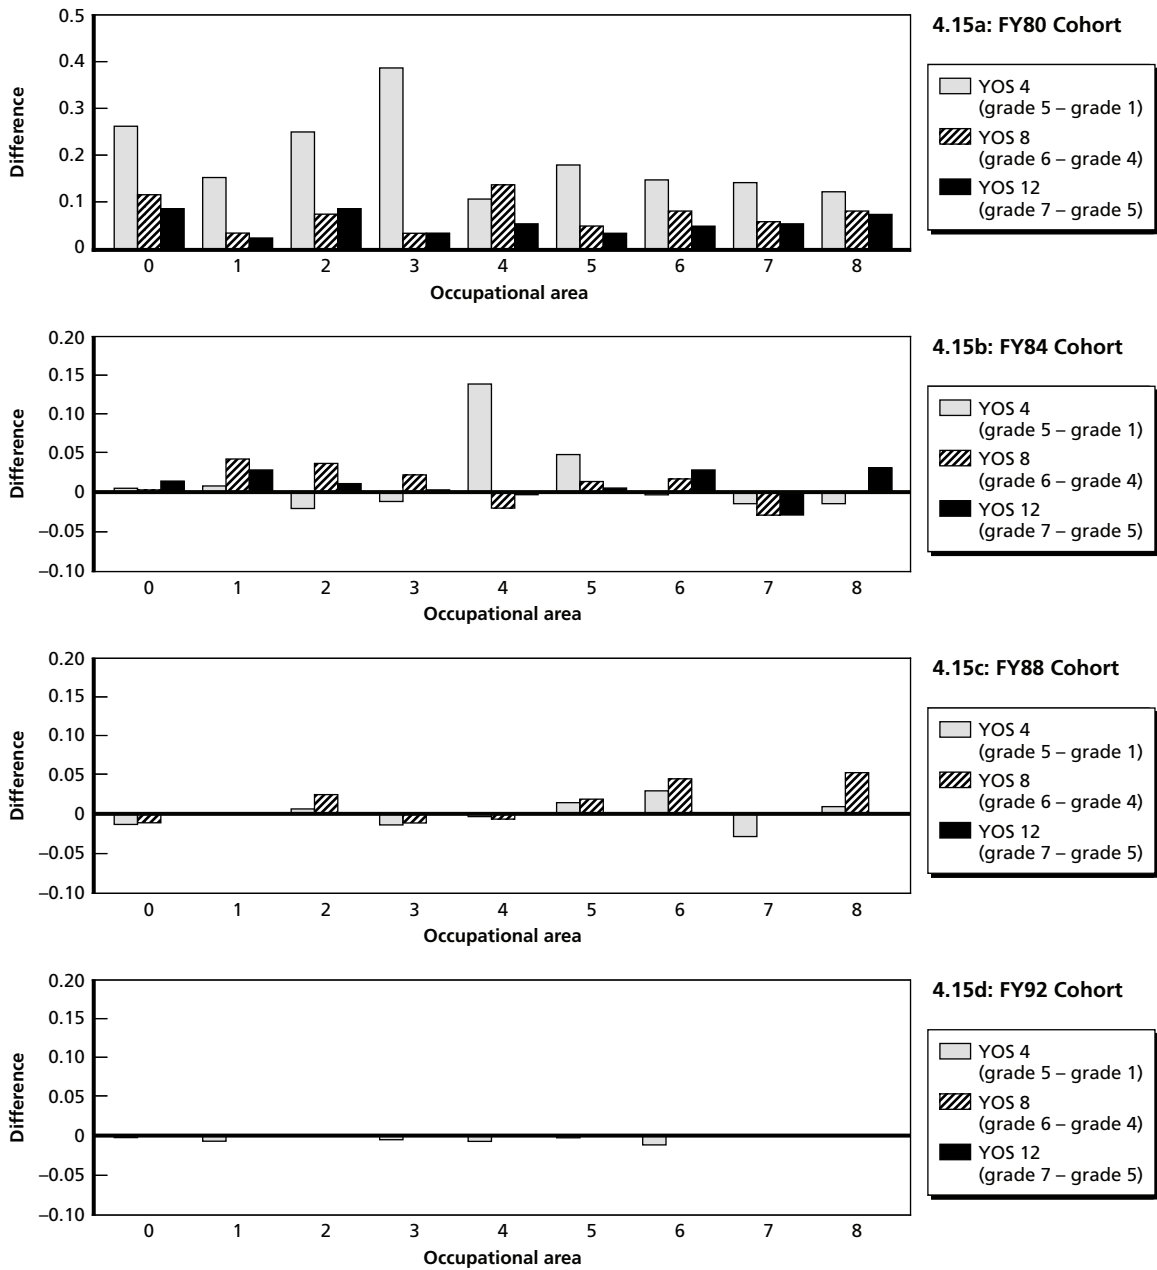 4.15a: FY80 Cohort
0.5
0.4
0.3
0.2
0.1
0
Difference
0 1 2 3 4 5 6 7 8
Occupational area
YOS 4
(grade 5 – grade 1)
YOS 8
(grade 6 – grade 4)
YOS 12
(grade 7 – grade 5)
4.15b: FY84 Cohort
0.20
0.15
0.10
0.05
0
–0.05
–0.10
Difference
0 1 2 3 4 5 6 7 8
Occupational area
YOS 4
(grade 5 – grade 1)
YOS 8
(grade 6 – grade 4)
YOS 12
(grade 7 – grade 5)
4.15c: FY88 Cohort
0.20
0.15
0.10
0.05
0
–0.05
–0.10
Difference
0 1 2 3 4 5 6 7 8
Occupational area
YOS 4
(grade 5 – grade 1)
YOS 8
(grade 6 – grade 4)
YOS 12
(grade 7 – grade 5)
4.15d: FY92 Cohort
0.20
0.15
0.10
0.05
0
–0.05
–0.10
Difference
0 1 2 3 4 5 6 7 8
Occupational area
YOS 4
(grade 5 – grade 1)
YOS 8
(grade 6 – grade 4)
YOS 12
(grade 7 – grade 5)